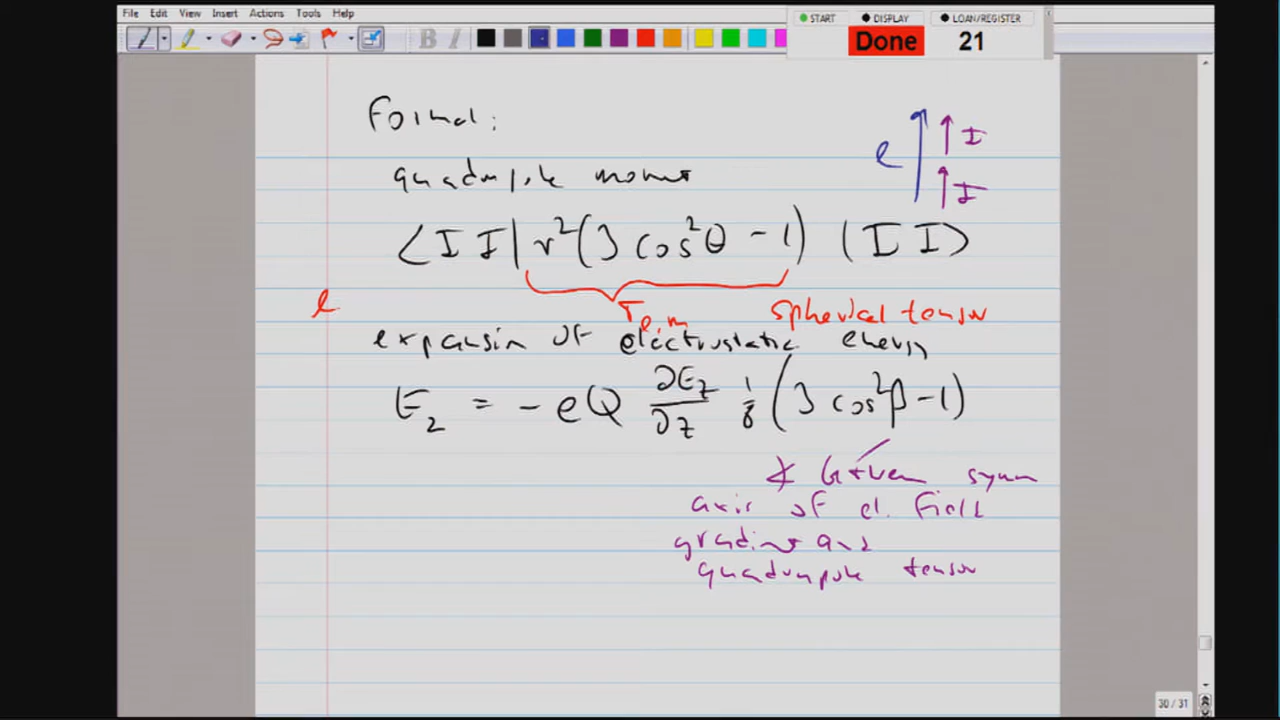 File Edit View Insert Actions Tools Help
START DISPLAY LOAN/REGISTER
Done 21
B I
Formal:
quadrupole moment
e I
I
<I I| r²(3 cos²θ - 1) (I I>
e T e,m spherical tensor
expansion of electrostatic energy
E₂ = - eQ ∂E_z/∂z 1/8 (3 cos²β - 1)
∡ between symm
axis of el. field
gradient and
quadrupole tensor
30 / 31